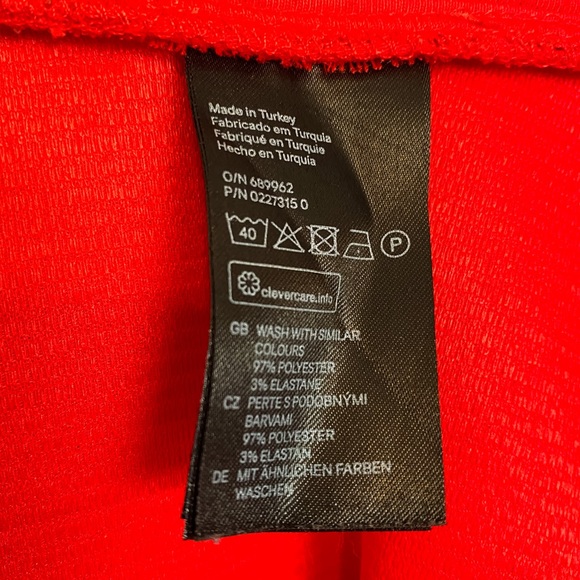 Made in Turkey
Fabricado em Turquia
Fabriqué en Turquie
Hecho en Turquía
O/N 689962
P/N 0227315 0
40 P
clevercare.info
GB WASH WITH SIMILAR
COLOURS
97% POLYESTER
3% ELASTANE
CZ PERTE S PODOBNÝMI
BARVAMI
97% POLYESTER
3% ELASTAN
DE MIT ÄHNLICHEN FARBEN
WASCHEN